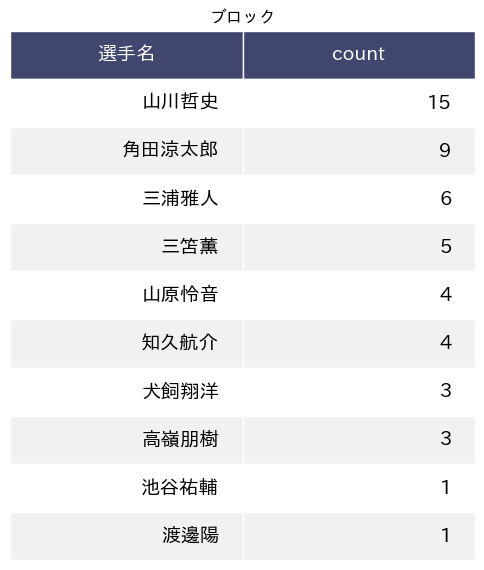 ブロック
選手名 count
山川哲史 15
角田涼太郎 9
三浦雅人 6
三笘薫 5
山原怜音 4
知久航介 4
犬飼翔洋 3
高嶺朋樹 3
池谷祐輔 1
渡邊陽 1